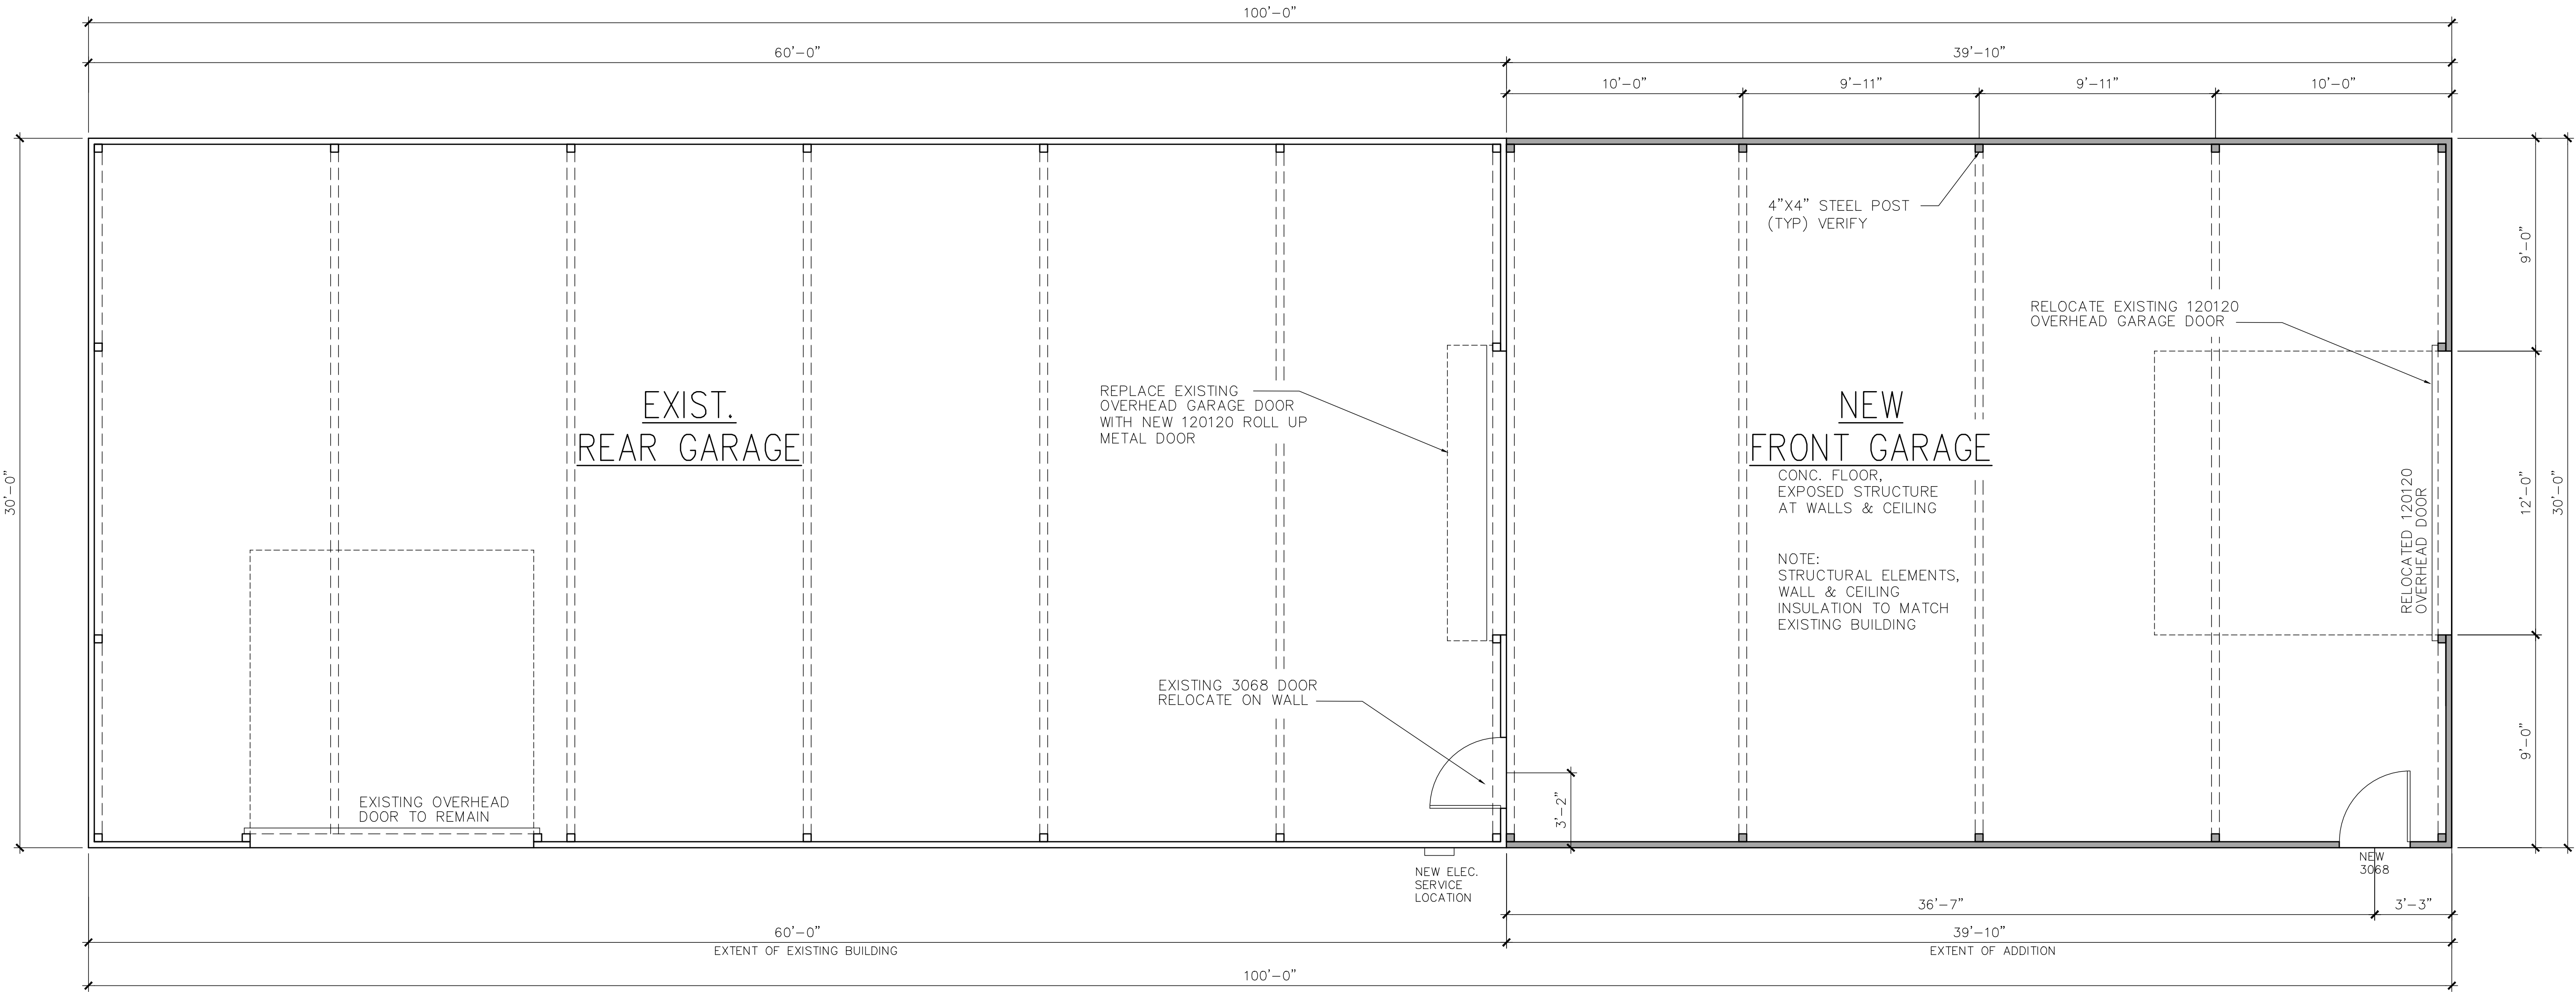 100'-0"
60'-0"
39'-10"
10'-0"
9'-11"
9'-11"
10'-0"
4"X4" STEEL POST
(TYP) VERIFY
9'-0"
RELOCATE EXISTING 120120
OVERHEAD GARAGE DOOR
EXIST.
REAR GARAGE
REPLACE EXISTING
OVERHEAD GARAGE DOOR
WITH NEW 120120 ROLL UP
METAL DOOR
NEW
FRONT GARAGE
CONC. FLOOR,
EXPOSED STRUCTURE
AT WALLS & CEILING
NOTE:
STRUCTURAL ELEMENTS,
WALL & CEILING
INSULATION TO MATCH
EXISTING BUILDING
RELOCATED 120120
OVERHEAD DOOR
30'-0"
12'-0"
30'-0"
EXISTING 3068 DOOR
RELOCATE ON WALL
9'-0"
EXISTING OVERHEAD
DOOR TO REMAIN
3'-2"
NEW ELEC.
SERVICE
LOCATION
NEW
3068
36'-7"
3'-3"
60'-0"
EXTENT OF EXISTING BUILDING
39'-10"
EXTENT OF ADDITION
100'-0"